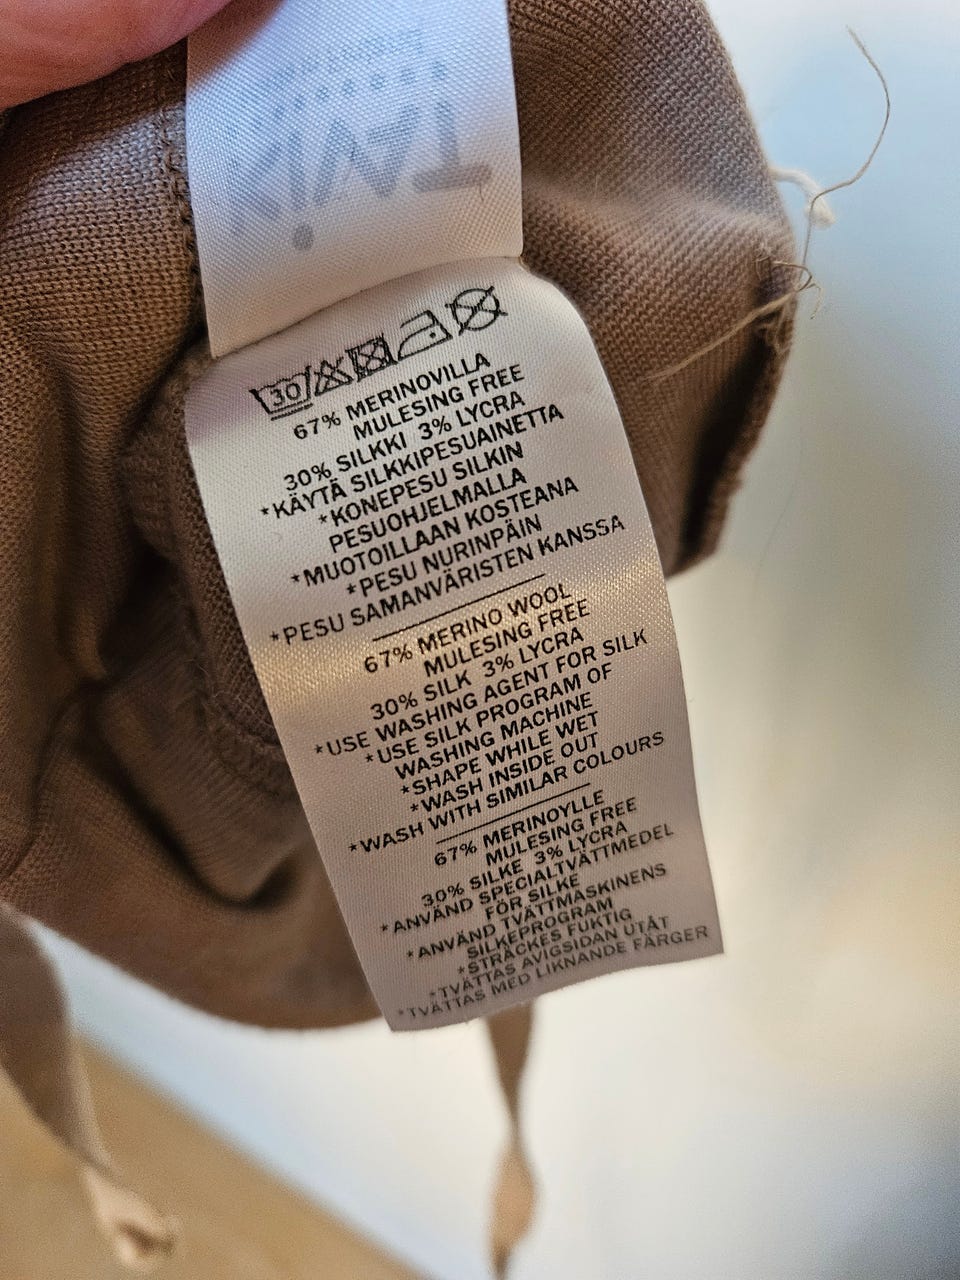 30
67% MERINOVILLA
MULESING FREE
30% SILKKI 3% LYCRA
*KÄYTÄ SILKKIPESUAINETTA
*KONEPESU SILKIN
PESUOHJELMALLA
*MUOTOILLAAN KOSTEANA
*PESU NURINPÄIN
*PESU SAMANVÄRISTEN KANSSA
67% MERINO WOOL
MULESING FREE
30% SILK 3% LYCRA
*USE WASHING AGENT FOR SILK
*USE SILK PROGRAM OF
WASHING MACHINE
*SHAPE WHILE WET
*WASH INSIDE OUT
*WASH WITH SIMILAR COLOURS
67% MERINOYLLE
MULESING FREE
30% SILKE 3% LYCRA
*ANVÄND SPECIALTVÄTTMEDEL
FÖR SILKE
*ANVÄND TVÄTTMASKINENS
SILKEPROGRAM
*STRÄCKES FUKTIG
*TVÄTTAS AVIGSIDAN UTÅT
*TVÄTTAS MED LIKNANDE FÄRGER